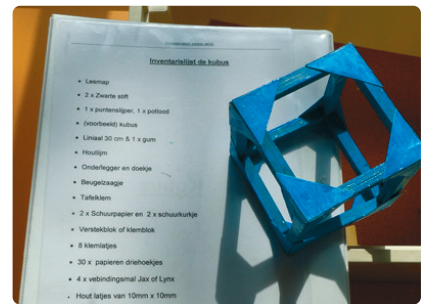 Inventarislijst de kubus
• Lesmap
• 2 x Zwarte stift
• 1 x puntenslijper, 1 x potlood
• (voorbeeld) kubus
• Liniaal 30 cm & 1 x gum
• Houtlijm
• Onderlegger en doekje
• Beugelzaagje
• Tafelklem
• 2 x Schuurpapier en 2 x schuurkurkje
• Verstekblok of klemblok
• 8 klemlatjes
• 30 x papieren driehoekjes
• 4 x vebindingsmal Jax of Lynx
• Hout latjes van 10mm x 10mm